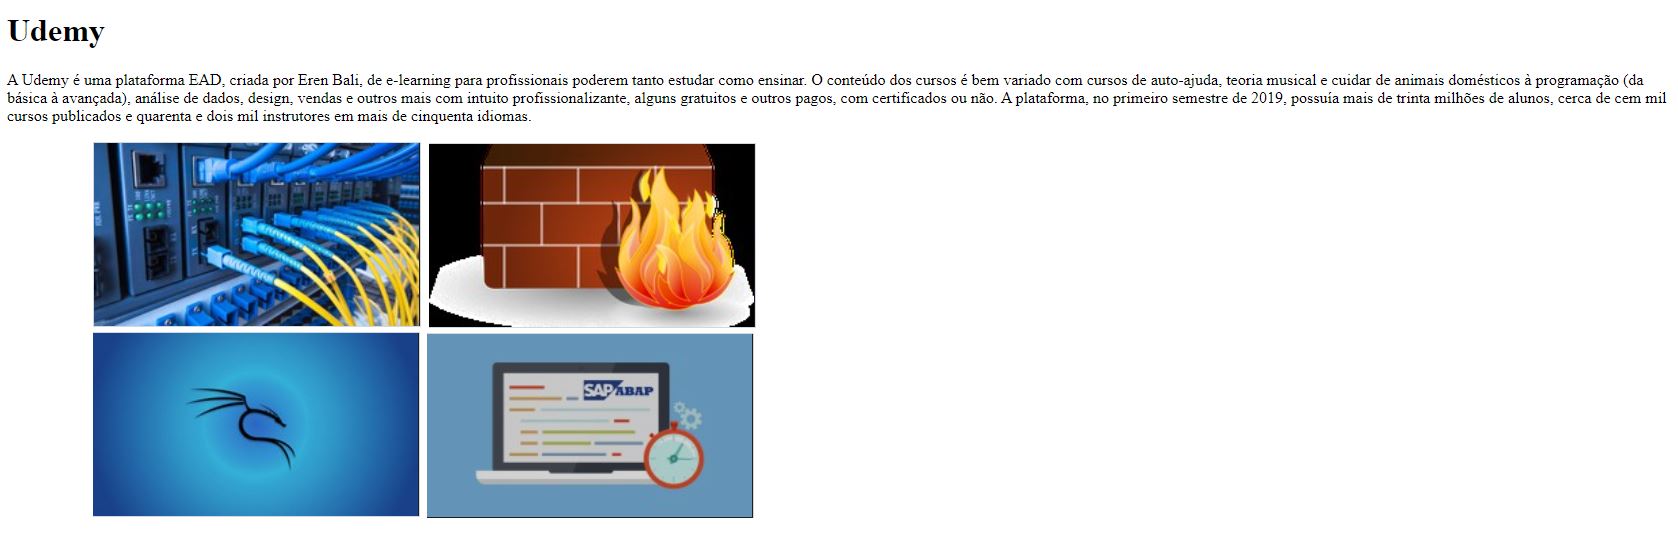 Udemy
A Udemy é uma plataforma EAD, criada por Eren Bali, de e-learning para profissionais poderem tanto estudar como ensinar. O conteúdo dos cursos é bem variado com cursos de auto-ajuda, teoria musical e cuidar de animais domésticos à programação (da
básica à avançada), análise de dados, design, vendas e outros mais com intuito profissionalizante, alguns gratuitos e outros pagos, com certificados ou não. A plataforma, no primeiro semestre de 2019, possuía mais de trinta milhões de alunos, cerca de cem mil
cursos publicados e quarenta e dois mil instrutores em mais de cinquenta idiomas.
SAP ABAP